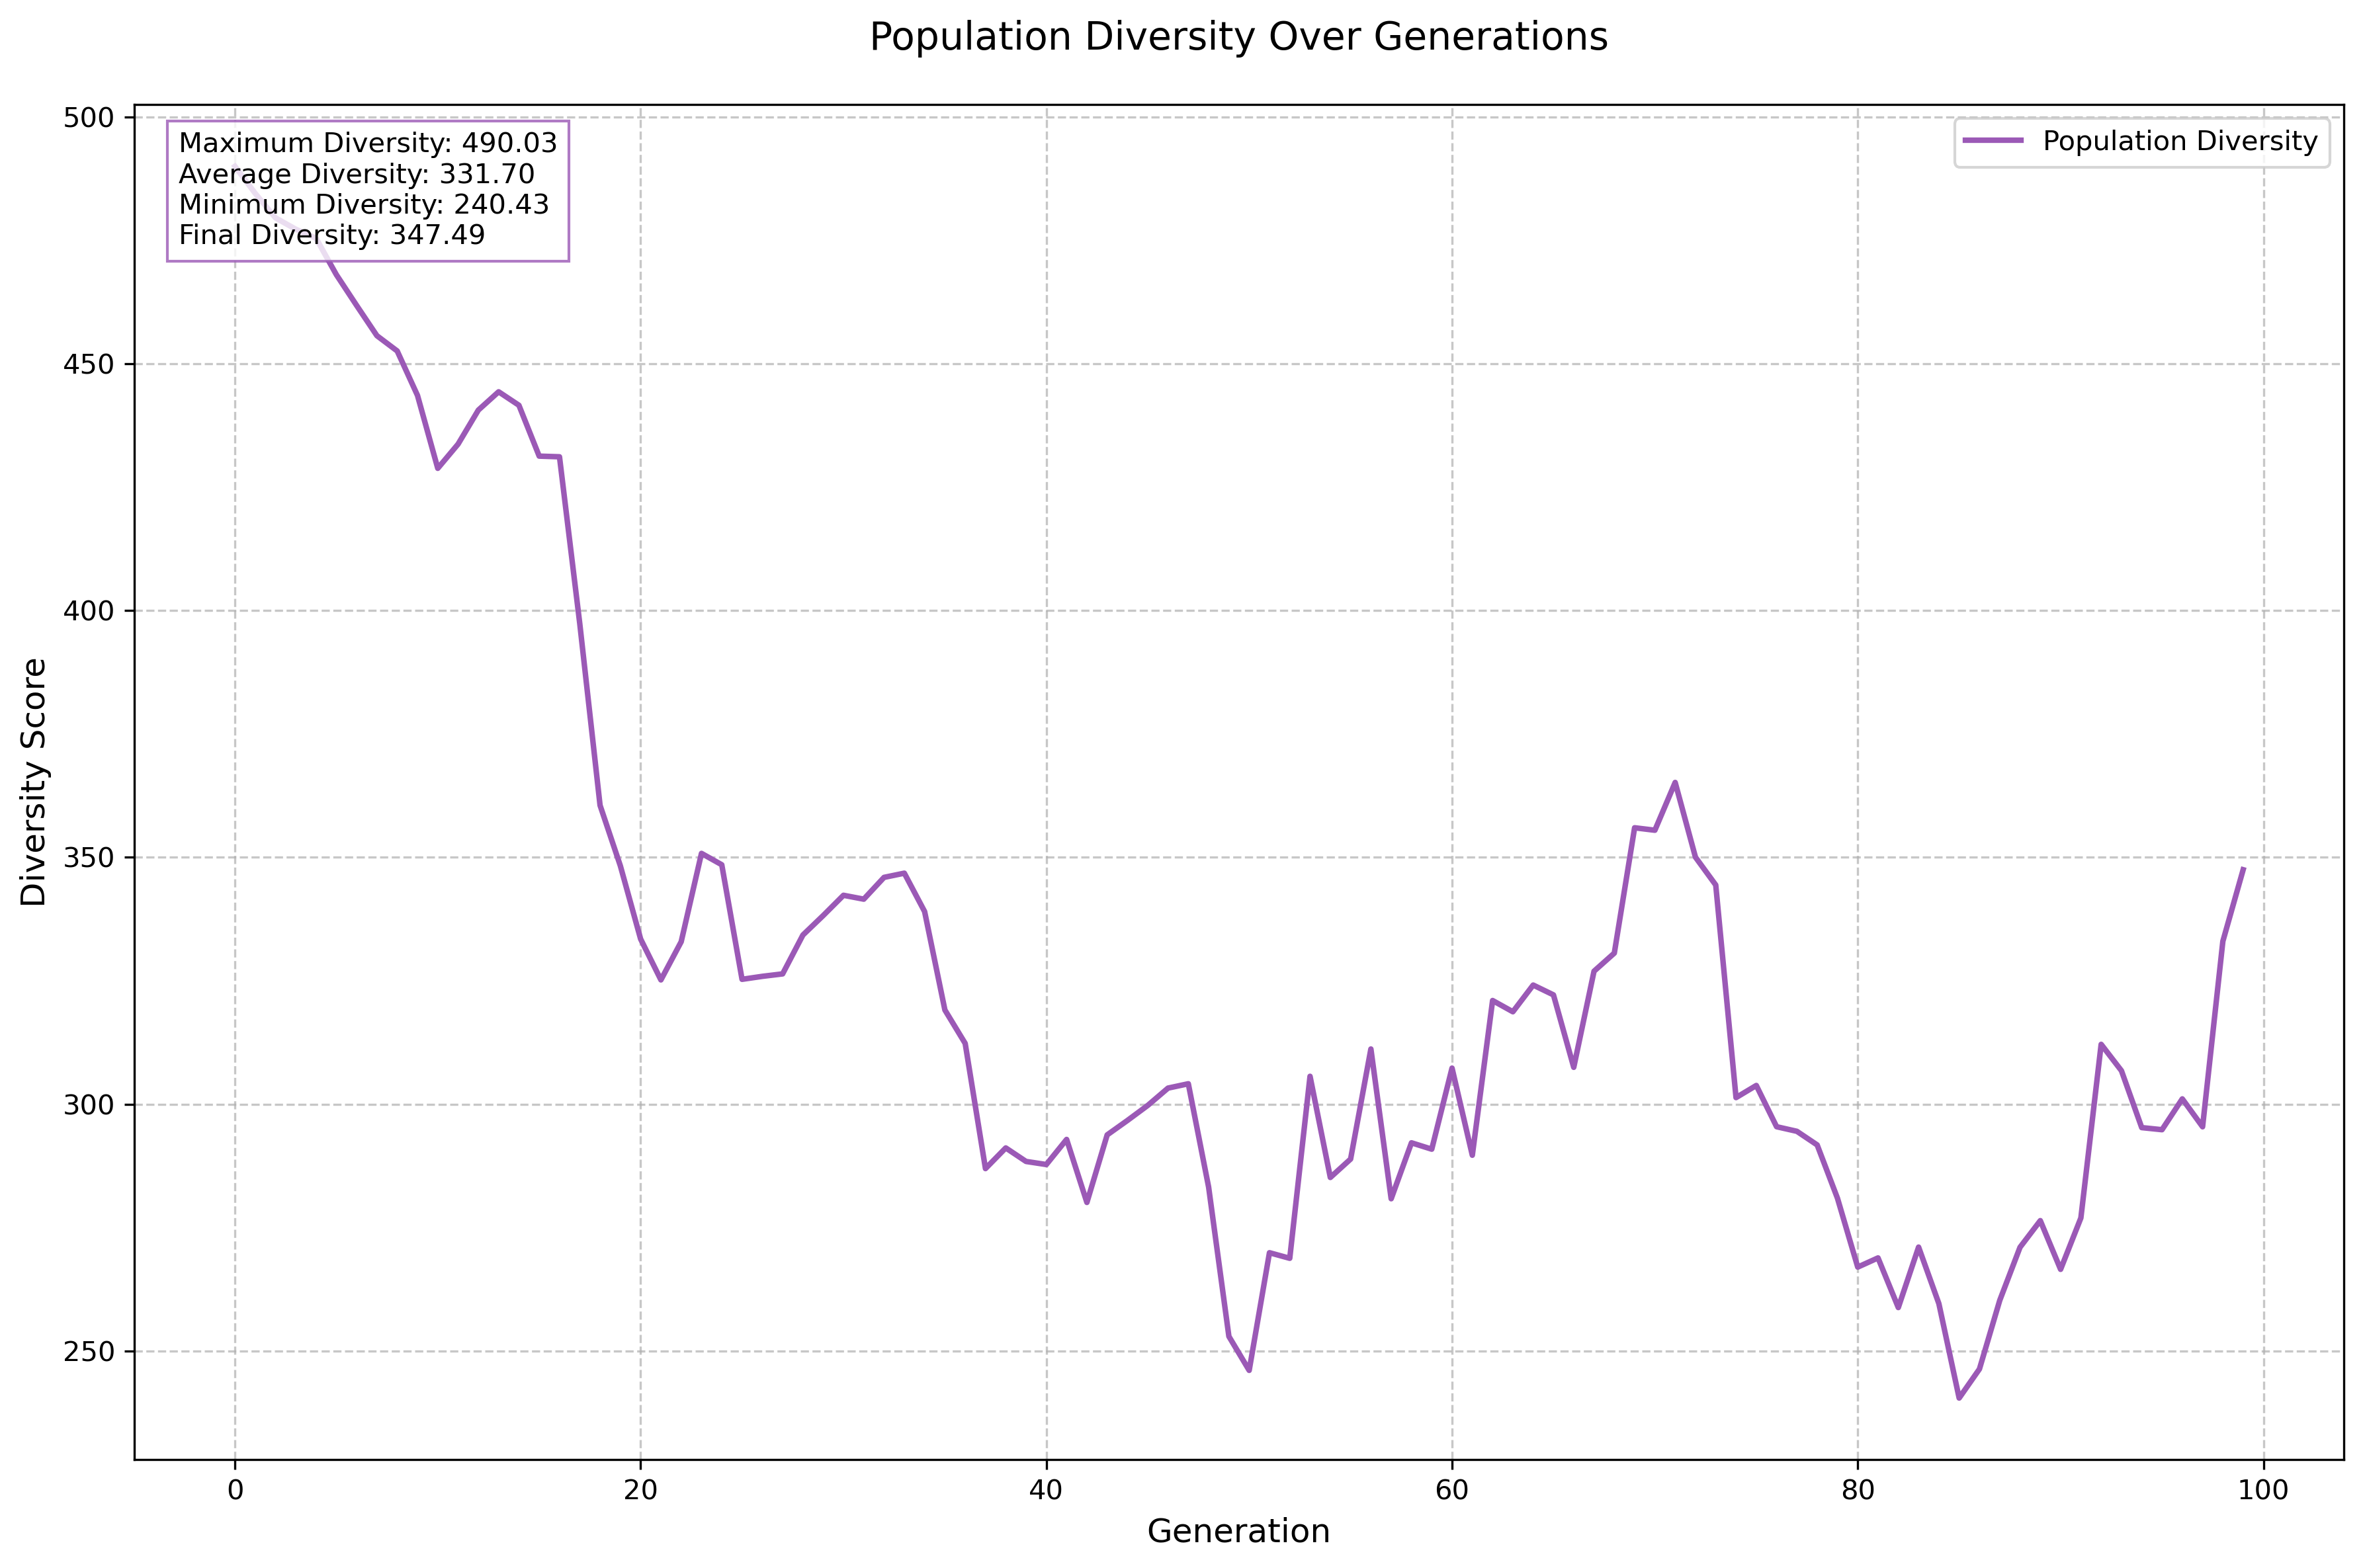 Population Diversity Over Generations
Maximum Diversity: 490.03
Average Diversity: 331.70
Minimum Diversity: 240.43
Final Diversity: 347.49
Population Diversity
Diversity Score
500
450
400
350
300
250
0
20
40
60
80
100
Generation